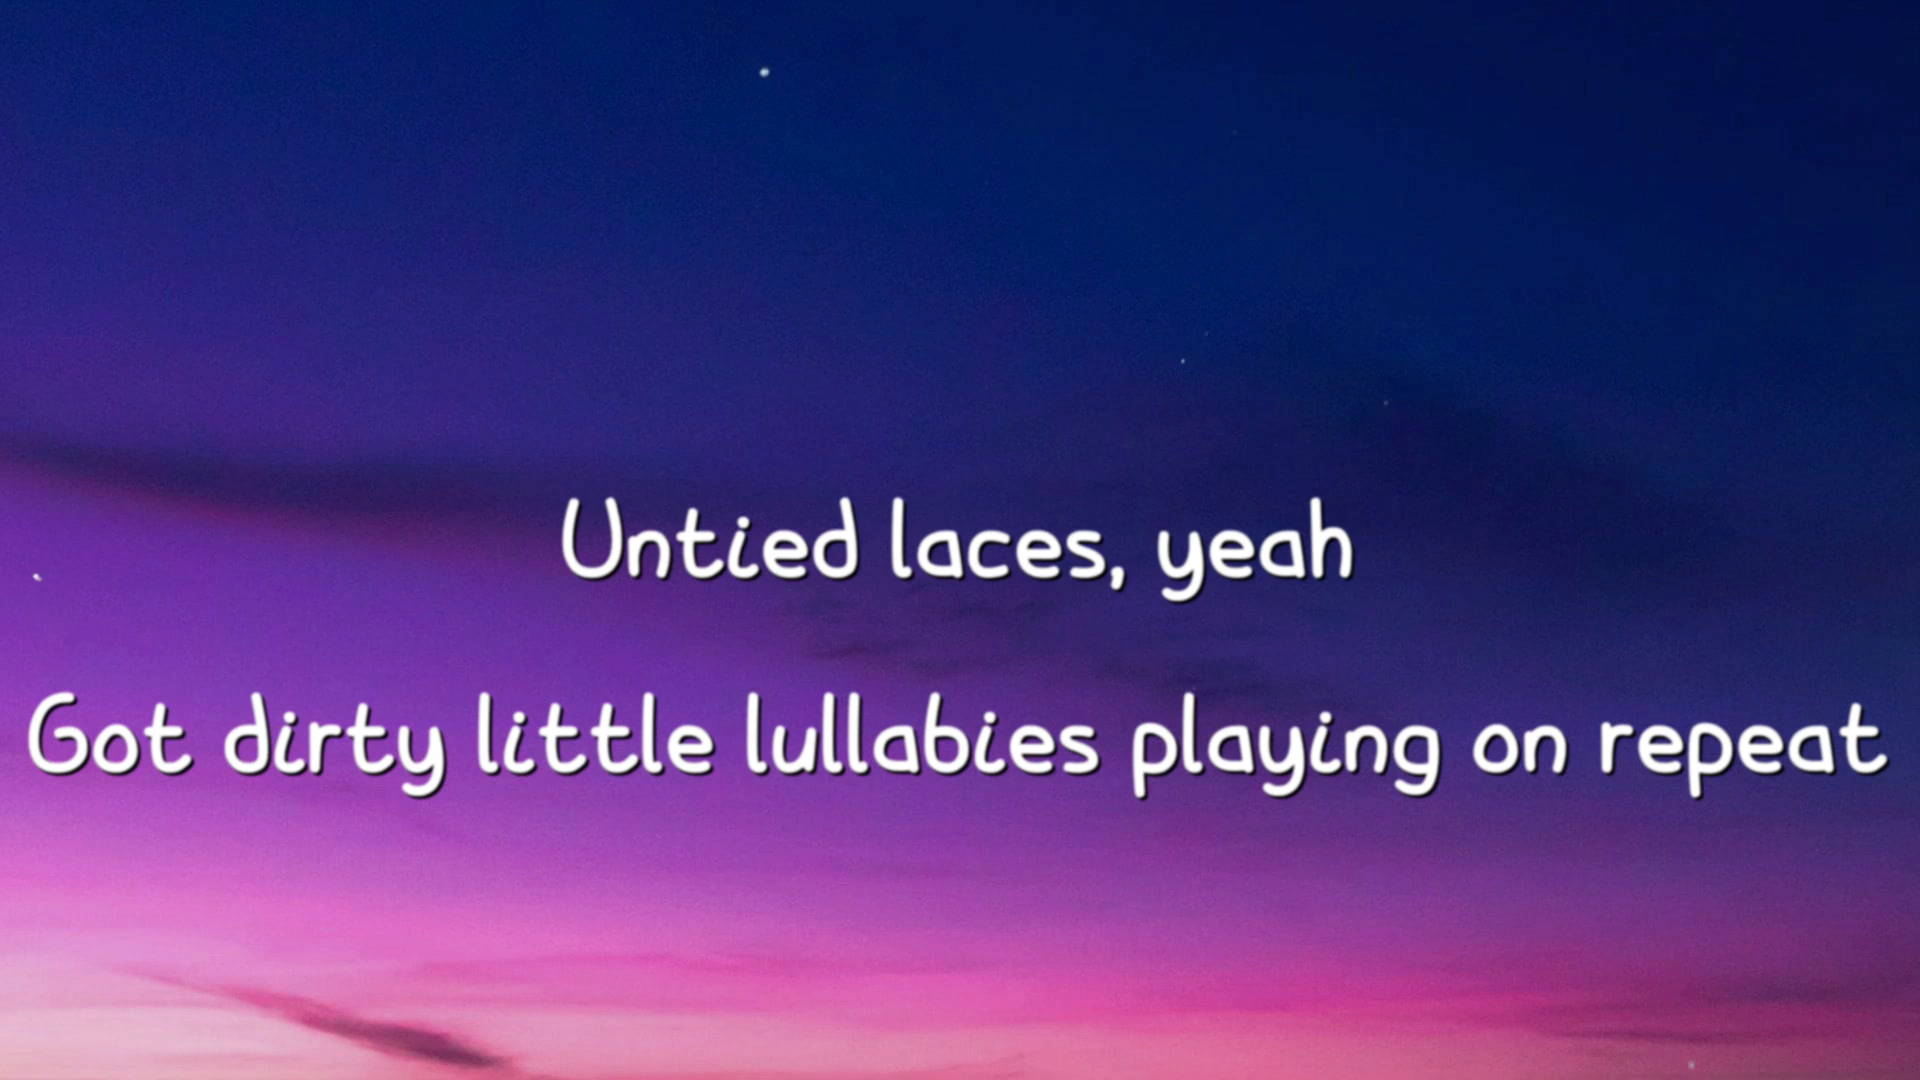 Untied laces, yeah
Got dirty little lullabies playing on repeat